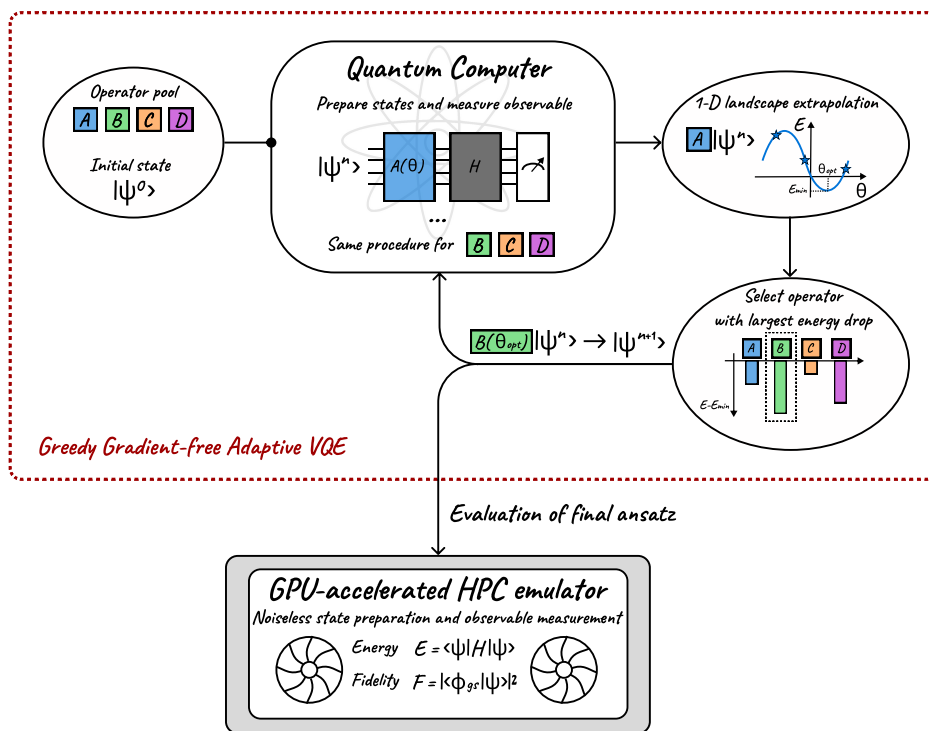 Operator pool
A B C D
Initial state
|ψ⁰⟩
Quantum Computer
Prepare states and measure observable
|ψⁿ⟩ A(θ) H
...
Same procedure for B C D
1-D landscape extrapolation
A |ψⁿ⟩
E
θopt
Emin
θ
Select operator
with largest energy drop
A B C D
E-Emin
B(θopt)|ψⁿ⟩ → |ψⁿ⁺¹⟩
Greedy Gradient-free Adaptive VQE
Evaluation of final ansatz
GPU-accelerated HPC emulator
Noiseless state preparation and observable measurement
Energy E = ⟨ψ|H|ψ⟩
Fidelity F = |⟨ϕgs|ψ⟩|²